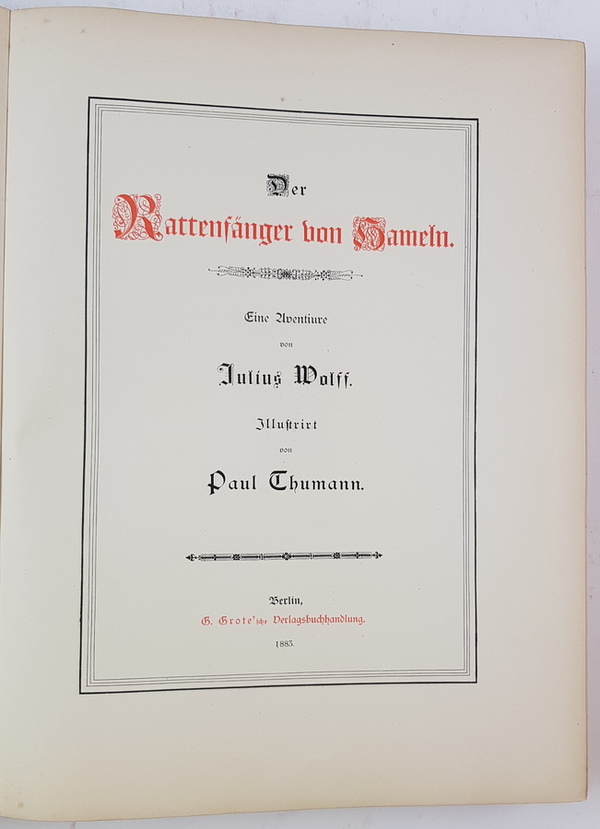 Der
Rattenfänger von Hameln.
Eine Aventiure
von
Julius Wolff.
Illustrirt
von
Paul Thumann.
Berlin,
G. Grote'sche Verlagsbuchhandlung.
1885.